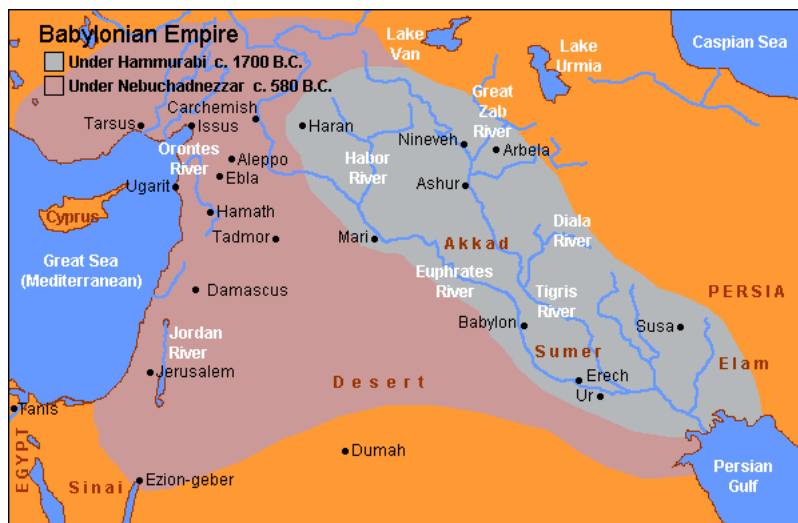 Babylonian Empire
Under Hammurabi c. 1700 B.C.
Under Nebuchadnezzar c. 580 B.C.
Lake
Van
Lake
Urmia
Caspian Sea
Carchemish
Tarsus
Issus
Haran
Great
Zab
River
Nineveh
Arbela
Orontes
River
Aleppo
Ebla
Habor
River
Ashur
Ugarit
Cyprus
Hamath
Tadmor
Mari
Akkad
Diala
River
Great Sea
(Mediterranean)
Euphrates
River
Damascus
Tigris
River
PERSIA
Babylon
Susa
Jordan
River
Sumer
Elam
Jerusalem
Desert
Erech
Ur
Tanis
EGYPT
Dumah
Sinai
Ezion-geber
Persian
Gulf